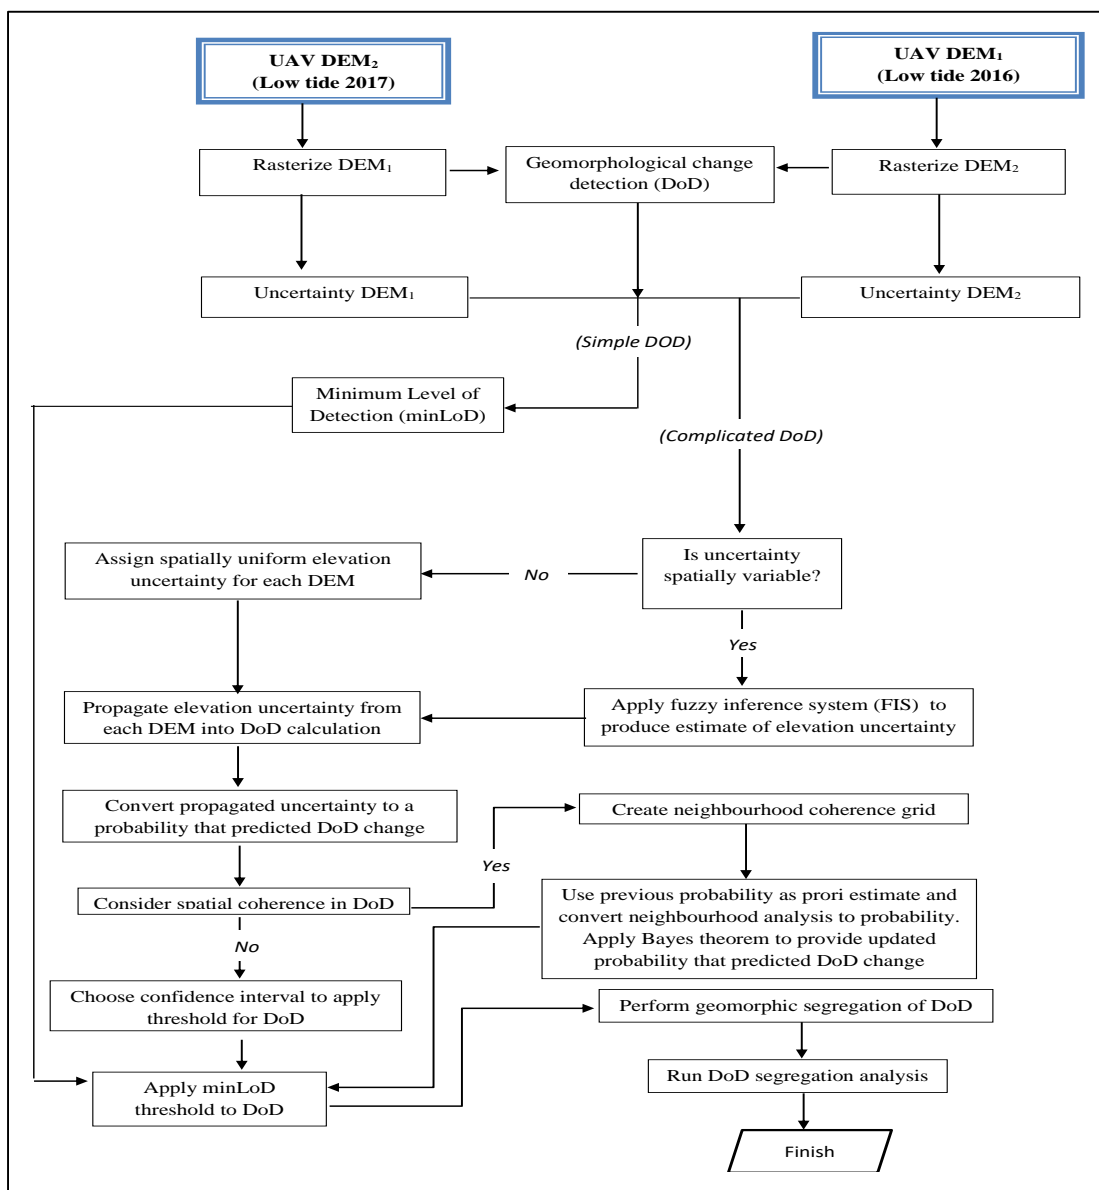 UAV DEM₂
(Low tide 2017)
UAV DEM₁
(Low tide 2016)
Rasterize DEM₁
Geomorphological change
detection (DoD)
Rasterize DEM₂
Uncertainty DEM₁
Uncertainty DEM₂
(Simple DOD)
Minimum Level of
Detection (minLoD)
(Complicated DoD)
Assign spatially uniform elevation
uncertainty for each DEM
No
Is uncertainty
spatially variable?
Yes
Propagate elevation uncertainty from
each DEM into DoD calculation
Apply fuzzy inference system (FIS) to
produce estimate of elevation uncertainty
Convert propagated uncertainty to a
probability that predicted DoD change
Create neighbourhood coherence grid
Yes
Consider spatial coherence in DoD
Use previous probability as prori estimate and
convert neighbourhood analysis to probability.
Apply Bayes theorem to provide updated
probability that predicted DoD change
No
Choose confidence interval to apply
threshold for DoD
Perform geomorphic segregation of DoD
Apply minLoD
threshold to DoD
Run DoD segregation analysis
Finish